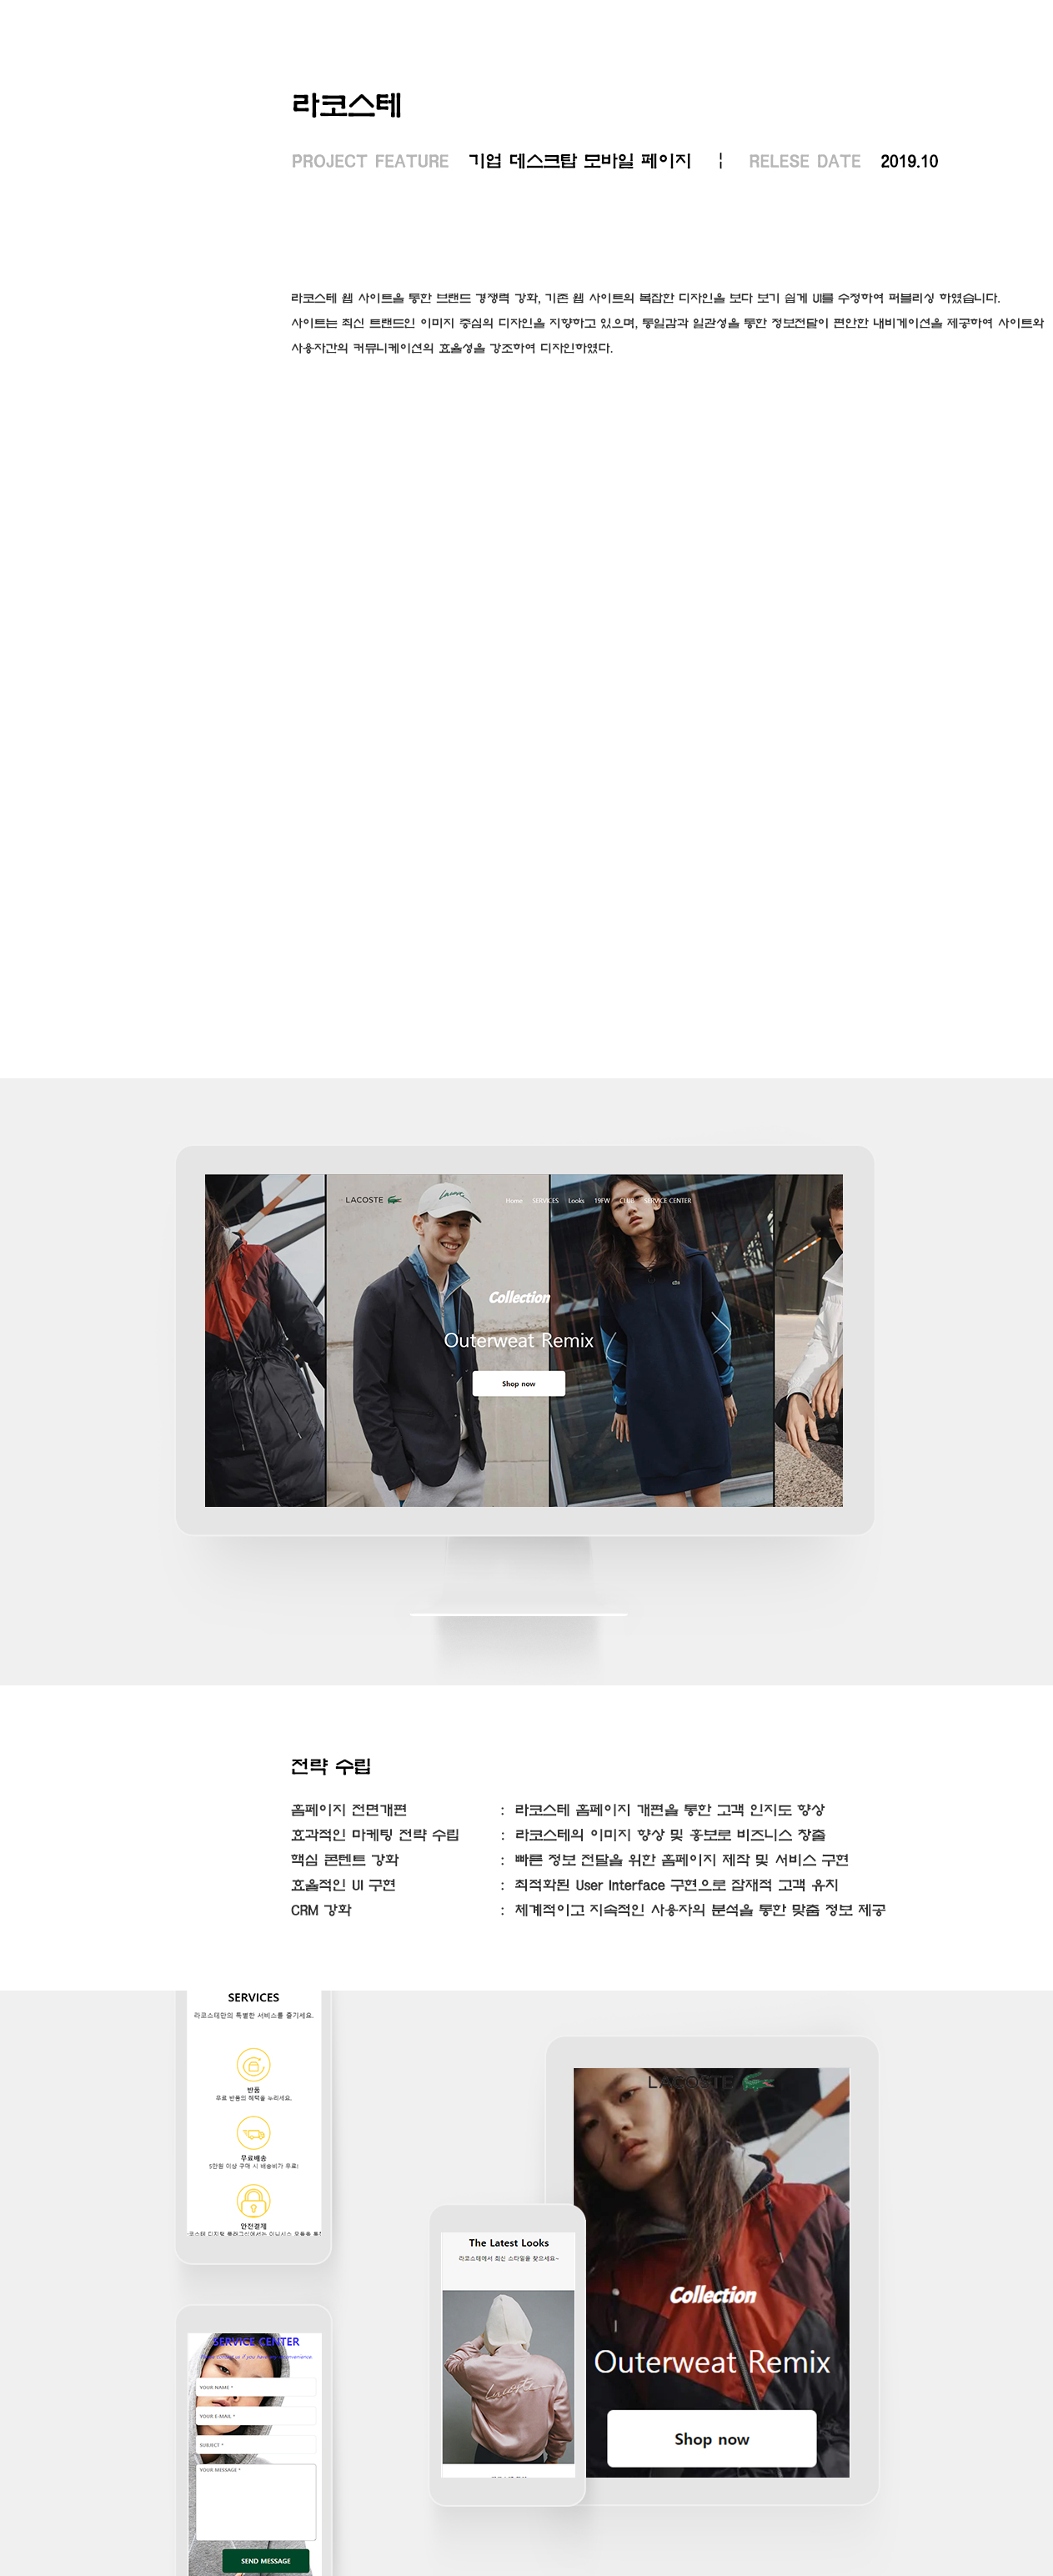 라코스테
PROJECT FEATURE 기업 데스크탑 모바일 페이지 ¦ RELESE DATE 2019.10
라코스테 웹 사이트을 통한 브랜드 경쟁력 강화, 기존 웹 사이트의 복잡한 디자인을 보다 보기 쉽게 UI를 수정하여 퍼블리싱 하였습니다.
사이트는 최신 트랜드인 이미지 중심의 디자인을 지향하고 있으며, 통일감과 일관성을 통한 정보전달이 편안한 내비게이션을 제공하여 사이트와
사용자간의 커뮤니케이션의 효율성을 강조하여 디자인하였다.
LACOSTE
Home SERVICES Looks 19FW CLUB SERVICE CENTER
Lacoste
Collection
Outerweat Remix
Shop now
전략 수립
홈페이지 전면개편 : 라코스테 홈페이지 개편을 통한 고객 인지도 향상
효과적인 마케팅 전략 수립 : 라코스테의 이미지 향상 및 홍보로 비즈니스 창출
핵심 콘텐트 강화 : 빠른 정보 전달을 위한 홈페이지 제작 및 서비스 구현
효율적인 UI 구현 : 최적화된 User Interface 구현으로 잠재적 고객 유지
CRM 강화 : 체계적이고 지속적인 사용자의 분석을 통한 맞춤 정보 제공
SERVICES
라코스테만의 특별한 서비스를 즐기세요.
반품
무료 반품의 혜택을 누리세요.
무료배송
5만원 이상 구매 시 배송비가 무료!
안전결제
LACOSTE
Collection
Outerweat Remix
Shop now
The Latest Looks
라코스테에서 최신 스타일을 찾으세요~
Lacoste
SERVICE CENTER
YOUR NAME *
YOUR E-MAIL *
SUBJECT *
YOUR MESSAGE *
SEND MESSAGE